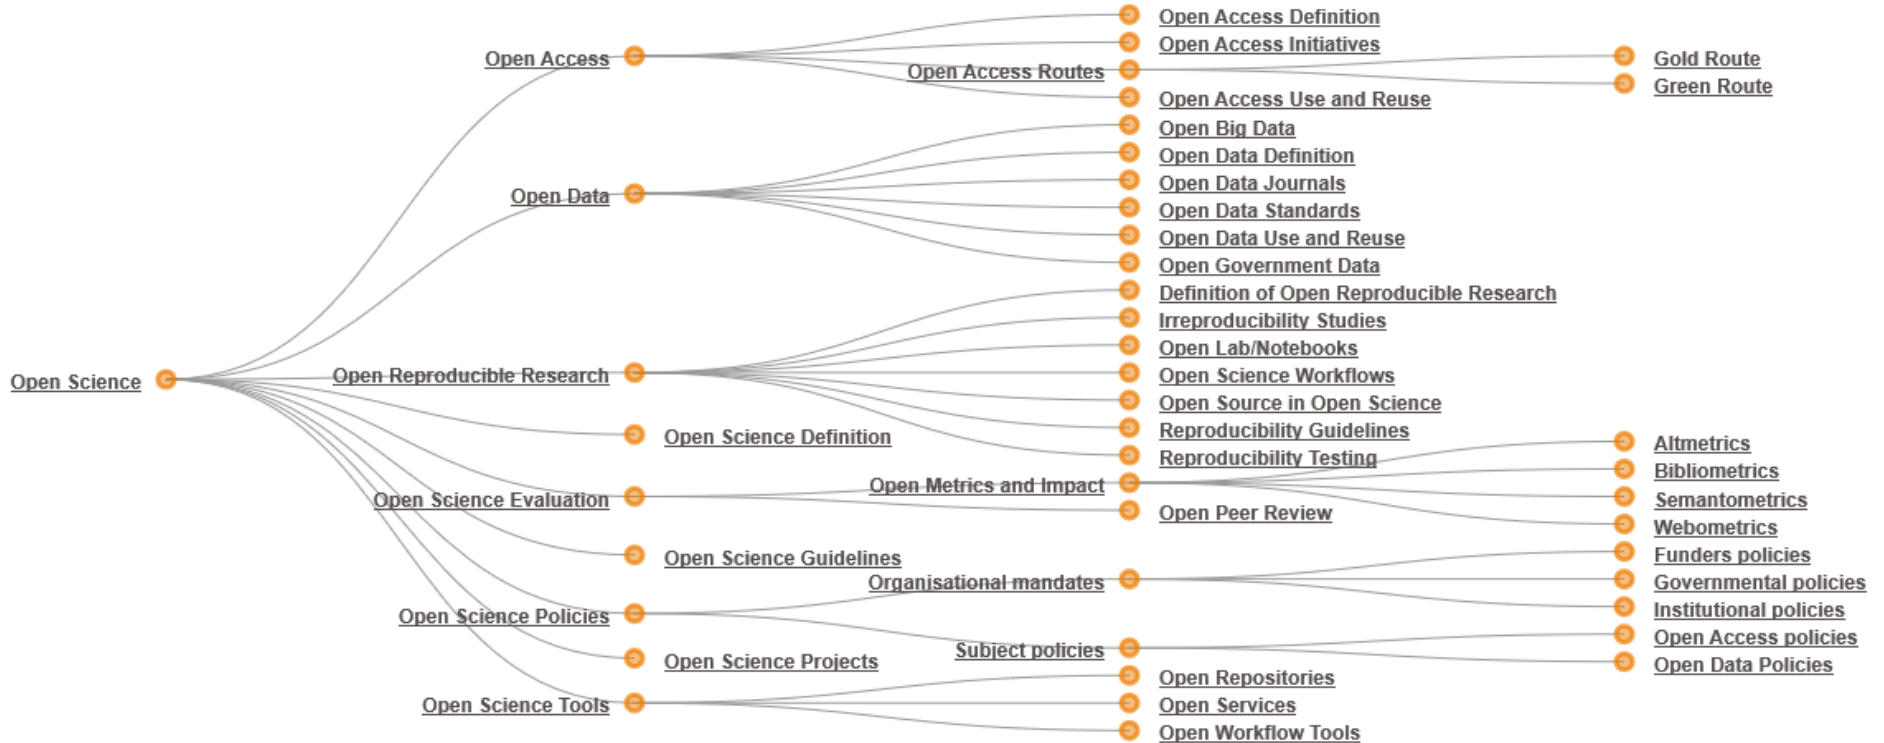 Open Science
Open Access
Open Access Definition
Open Access Initiatives
Open Access Routes
Gold Route
Green Route
Open Access Use and Reuse
Open Data
Open Big Data
Open Data Definition
Open Data Journals
Open Data Standards
Open Data Use and Reuse
Open Government Data
Open Reproducible Research
Definition of Open Reproducible Research
Irreproducibility Studies
Open Lab/Notebooks
Open Science Workflows
Open Source in Open Science
Reproducibility Guidelines
Reproducibility Testing
Open Science Definition
Open Science Evaluation
Open Metrics and Impact
Altmetrics
Bibliometrics
Semantometrics
Webometrics
Open Peer Review
Open Science Guidelines
Open Science Policies
Organisational mandates
Funders policies
Governmental policies
Institutional policies
Subject policies
Open Access policies
Open Data Policies
Open Science Projects
Open Science Tools
Open Repositories
Open Services
Open Workflow Tools